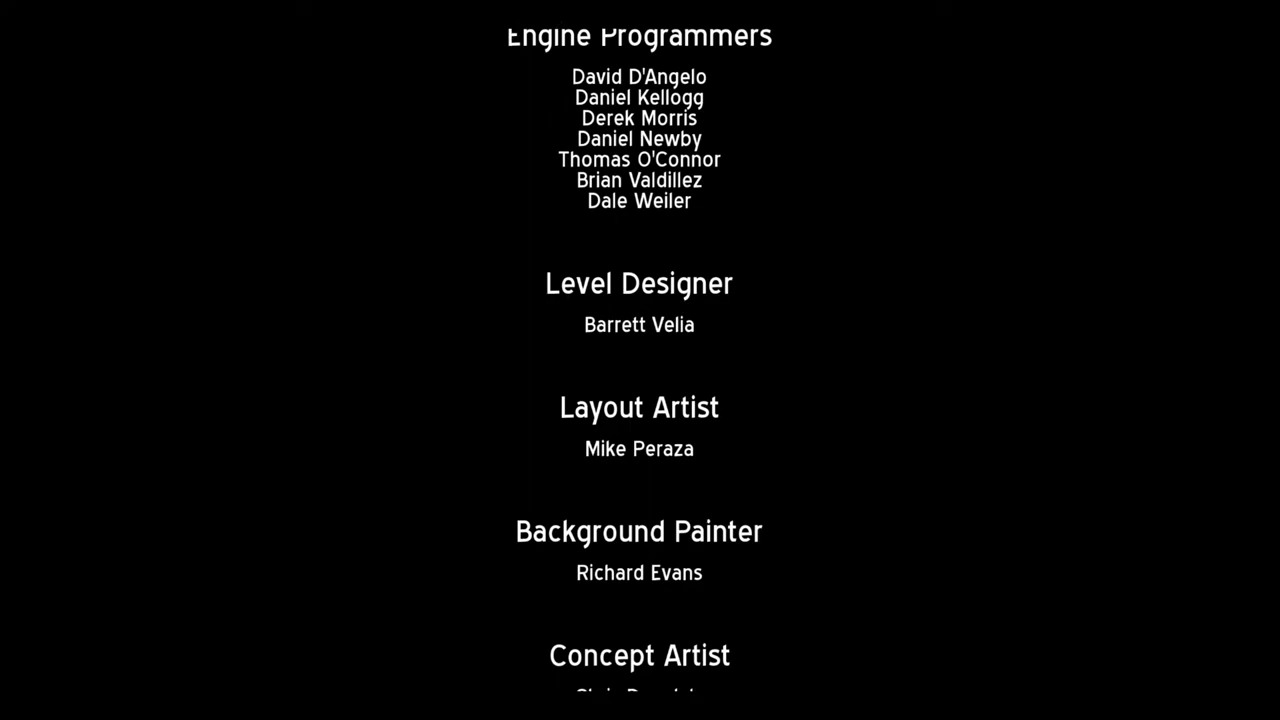 Engine Programmers
David D'Angelo
Daniel Kellogg
Derek Morris
Daniel Newby
Thomas O'Connor
Brian Valdillez
Dale Weiler
Level Designer
Barrett Velia
Layout Artist
Mike Peraza
Background Painter
Richard Evans
Concept Artist